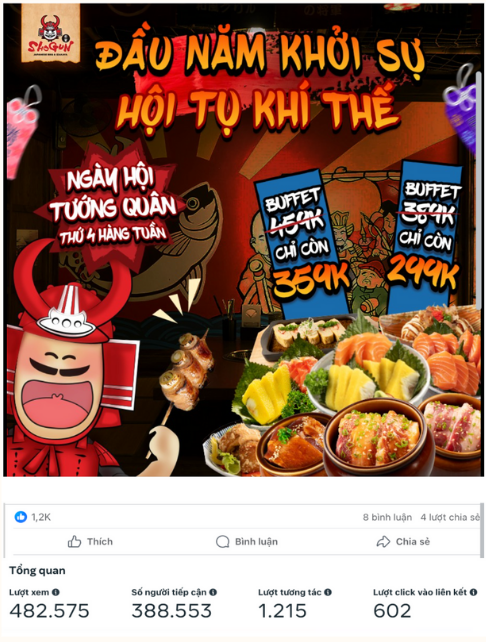 SHOGUN
ĐẦU NĂM KHỞI SỰ
HỘI TỤ KHÍ THẾ
NGÀY HỘI
TƯỚNG QUÂN
THỨ 4 HÀNG TUẦN
BUFFET
459K
CHỈ CÒN
359K
BUFFET
389K
CHỈ CÒN
299K
1,2K
8 bình luận 4 lượt chia sẻ
Thích Bình luận Chia sẻ
Tổng quan
Lượt xem Số người tiếp cận Lượt tương tác Lượt click vào liên kết
482.575 388.553 1.215 602